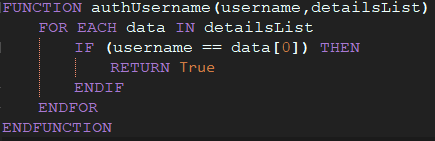 FUNCTION authUsername(username,detailsList)
FOR EACH data IN detailsList
IF (username == data[0]) THEN
RETURN True
ENDIF
ENDFOR
ENDFUNCTION